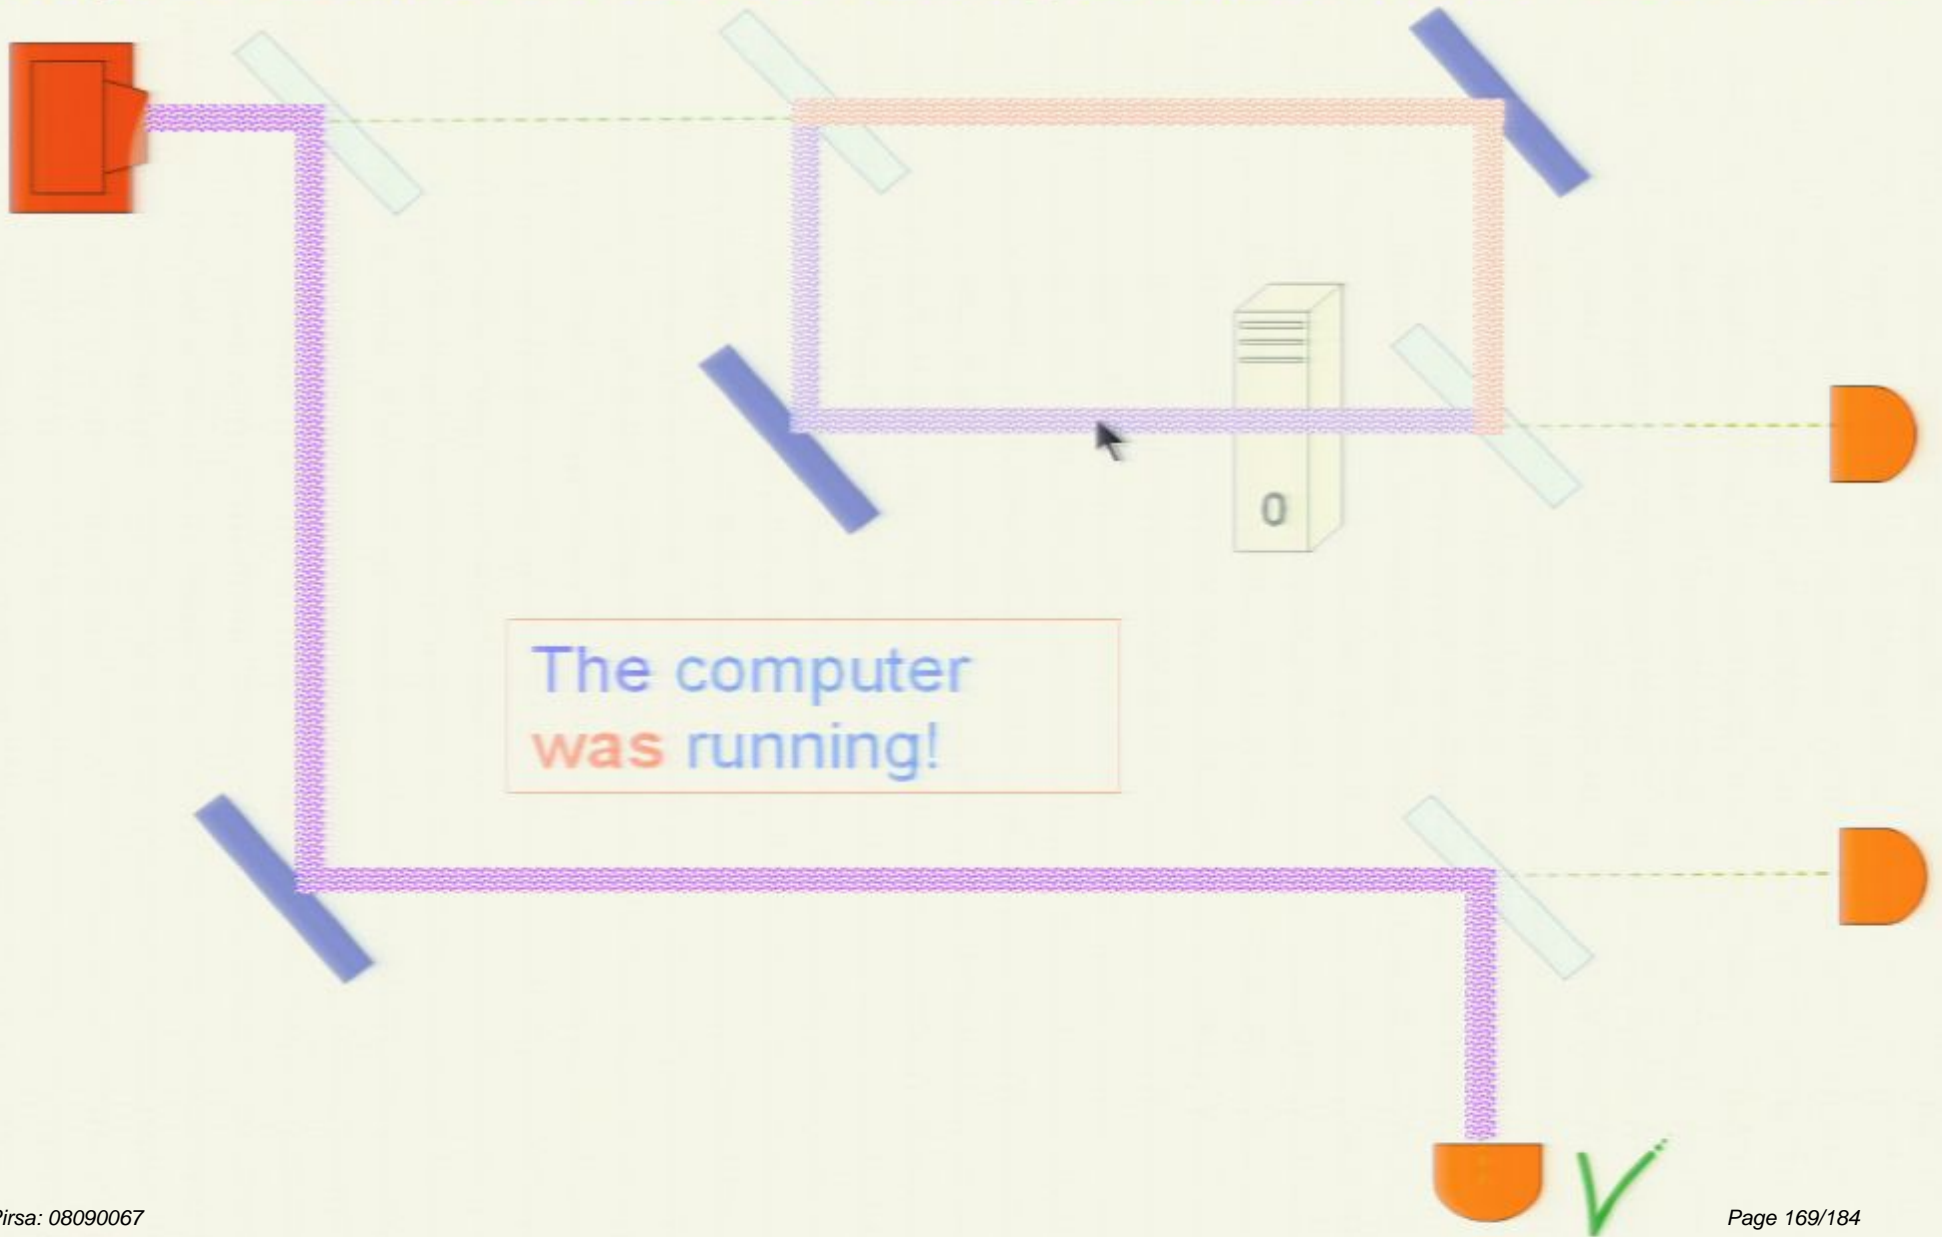 0
The computer
was running!
Pirsa: 08090067
Page 169/184